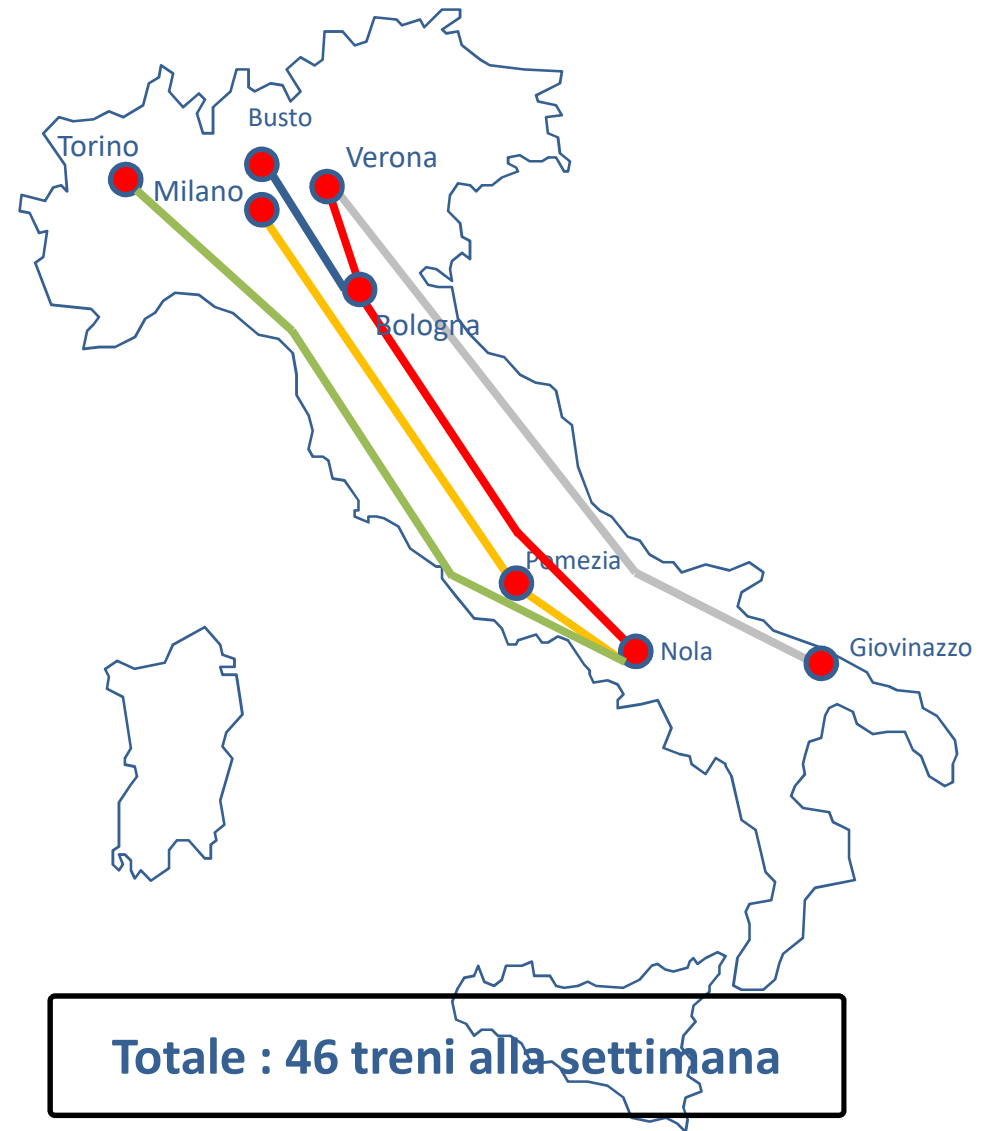 Busto
Torino
Verona
Milano
Bologna
Pomezia
Nola
Giovinazzo
Totale : 46 treni alla settimana